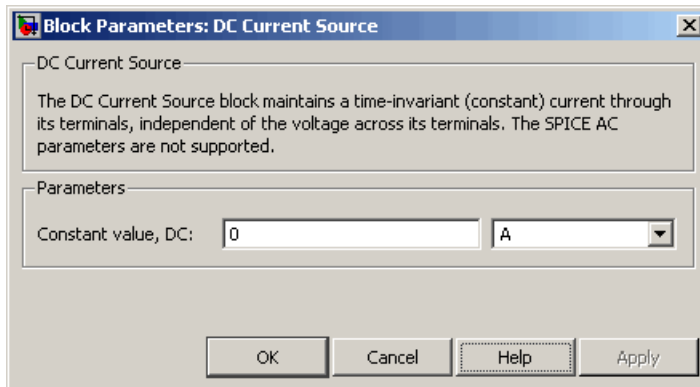 Block Parameters: DC Current Source
DC Current Source
The DC Current Source block maintains a time-invariant (constant) current through
its terminals, independent of the voltage across its terminals. The SPICE AC
parameters are not supported.
Parameters
Constant value, DC: 0 A
OK Cancel Help Apply